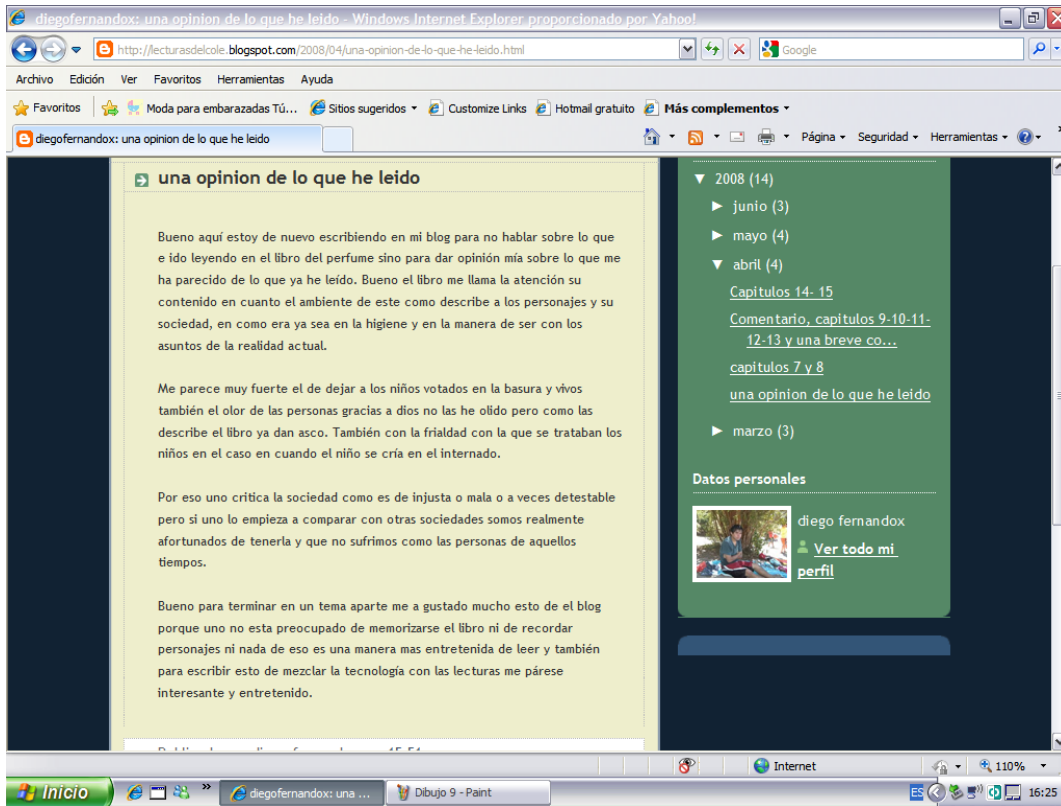 diegofernandox: una opinion de lo que he leido - Windows Internet Explorer proporcionado por Yahoo!
http://lecturasdelcole.blogspot.com/2008/04/una-opinion-de-lo-que-he-leido.html
Google
Archivo Edición Ver Favoritos Herramientas Ayuda
Favoritos Moda para embarazadas Tú... Sitios sugeridos Customize Links Hotmail gratuito Más complementos
diegofernandox: una opinion de lo que he leido
Página Seguridad Herramientas
una opinion de lo que he leido
Bueno aquí estoy de nuevo escribiendo en mi blog para no hablar sobre lo que
e ido leyendo en el libro del perfume sino para dar opinión mía sobre lo que me
ha parecido de lo que ya he leído. Bueno el libro me llama la atención su
contenido en cuanto el ambiente de este como describe a los personajes y su
sociedad, en como era ya sea en la higiene y en la manera de ser con los
asuntos de la realidad actual.
Me parece muy fuerte el de dejar a los niños votados en la basura y vivos
también el olor de las personas gracias a dios no las he olido pero como las
describe el libro ya dan asco. También con la frialdad con la que se trataban los
niños en el caso en cuando el niño se cría en el internado.
Por eso uno critica la sociedad como es de injusta o mala o a veces detestable
pero si uno lo empieza a comparar con otras sociedades somos realmente
afortunados de tenerla y que no sufrimos como las personas de aquellos
tiempos.
Bueno para terminar en un tema aparte me a gustado mucho esto de el blog
porque uno no esta preocupado de memorizarse el libro ni de recordar
personajes ni nada de eso es una manera mas entretenida de leer y también
para escribir esto de mezclar la tecnología con las lecturas me párese
interesante y entretenido.
2008 (14)
junio (3)
mayo (4)
abril (4)
Capitulos 14- 15
Comentario, capitulos 9-10-11-
12-13 y una breve co...
capitulos 7 y 8
una opinion de lo que he leido
marzo (3)
Datos personales
diego fernandox
Ver todo mi
perfil
Internet
110%
Inicio
diegofernandox: una ...
Dibujo 9 - Paint
ES
16:25